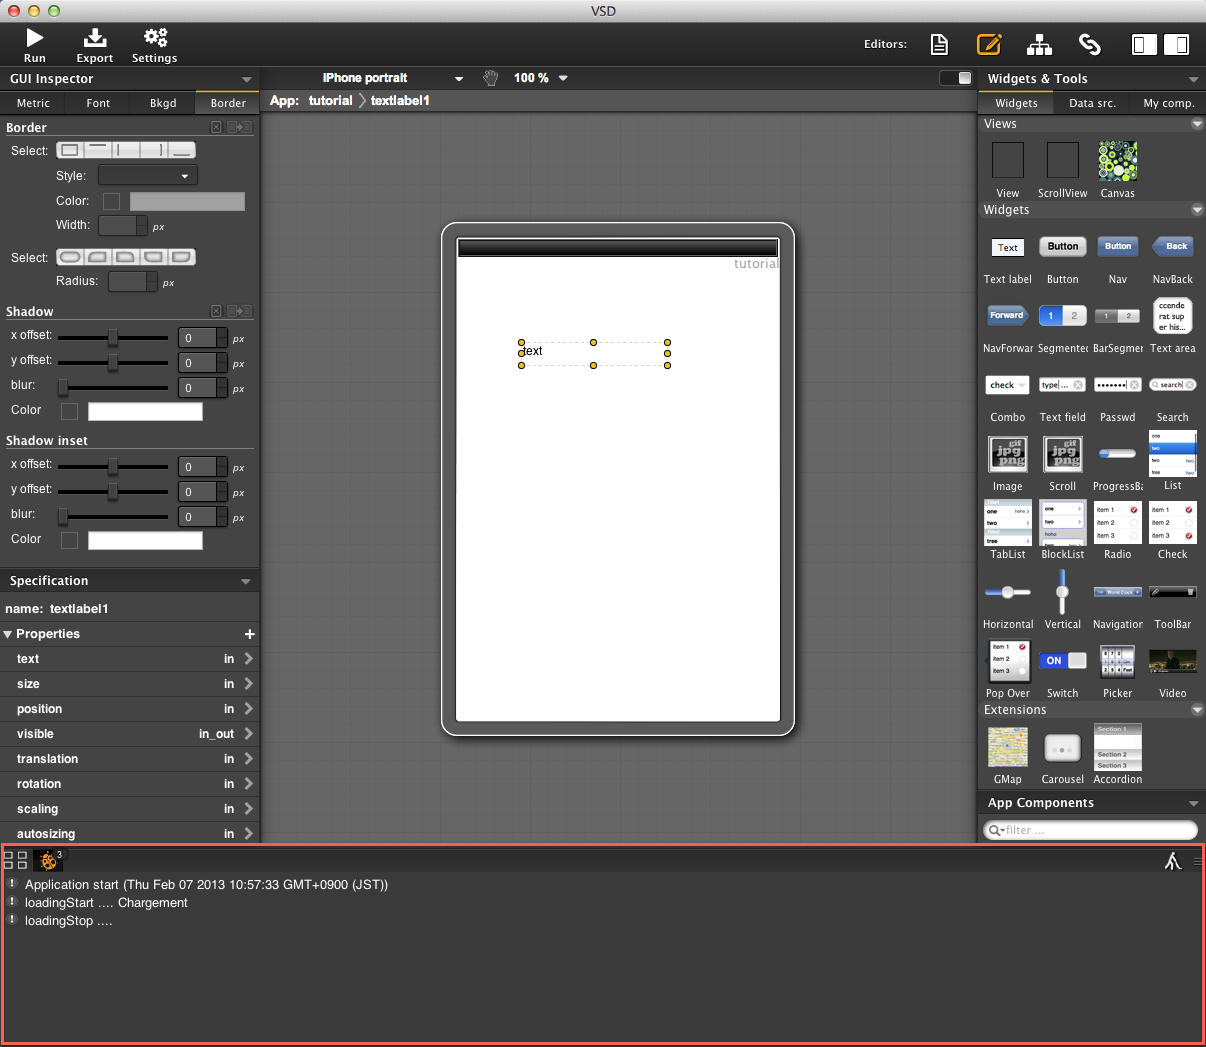 VSD
Run
Export
Settings
Editors:
GUI Inspector
iPhone portrait
100 %
Widgets & Tools
Metric
Font
Bkgd
Border
App: tutorial textlabel1
Widgets
Data src.
My comp.
Border
Select:
Style:
Color:
Width:
px
Select:
Radius:
px
Shadow
x offset:
0
px
y offset:
0
px
blur:
0
px
Color
Shadow inset
x offset:
0
px
y offset:
0
px
blur:
0
px
Color
Specification
name: textlabel1
Properties
+
text in
size in
position in
visible in_out
translation in
rotation in
scaling in
autosizing in
tutorial
text
Views
View
ScrollView
Canvas
Widgets
Text
Button
Button
Back
Text label
Button
Nav
NavBack
Forward
1 2
1 2
ccende
rat sup
er his...
NavForwar
Segmented
BarSegmer
Text area
check
type|...
•••••••|
search|
Combo
Text field
Passwd
Search
gif
jpg
png
gif
jpg
png
one
two
two two
tree two
Image
Scroll
ProgressBa
List
one hoho
two
tree
one
two
hoho
item 1
item 2
item 3
item 1
item 2
item 3
TabList
BlockList
Radio
Check
World Clock
Horizontal
Vertical
Navigation
ToolBar
item 1
item 2
item 3
ON
Pop Over
Switch
Picker
Video
Extensions
Section 1
Section 2
Section 3
GMap
Carousel
Accordion
App Components
filter ...
3
Application start (Thu Feb 07 2013 10:57:33 GMT+0900 (JST))
loadingStart .... Chargement
loadingStop ....